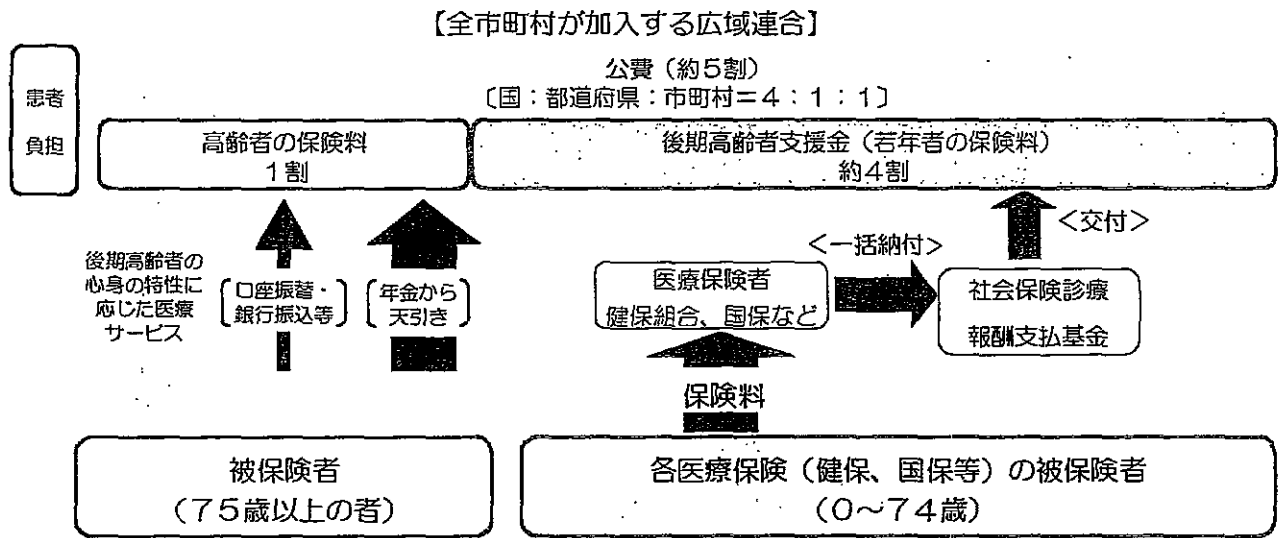 【全市町村が加入する広域連合】
患者
負担
公費（約5割）
〔国：都道府県：市町村＝4：1：1〕
高齢者の保険料
1割
後期高齢者支援金（若年者の保険料）
約4割
後期高齢者の
心身の特性に
応じた医療
サービス
口座振替・
銀行振込等
年金から
天引き
＜一括納付＞
＜交付＞
医療保険者
健保組合、国保など
社会保険診療
報酬支払基金
保険料
被保険者
（75歳以上の者）
各医療保険（健保、国保等）の被保険者
（0～74歳）